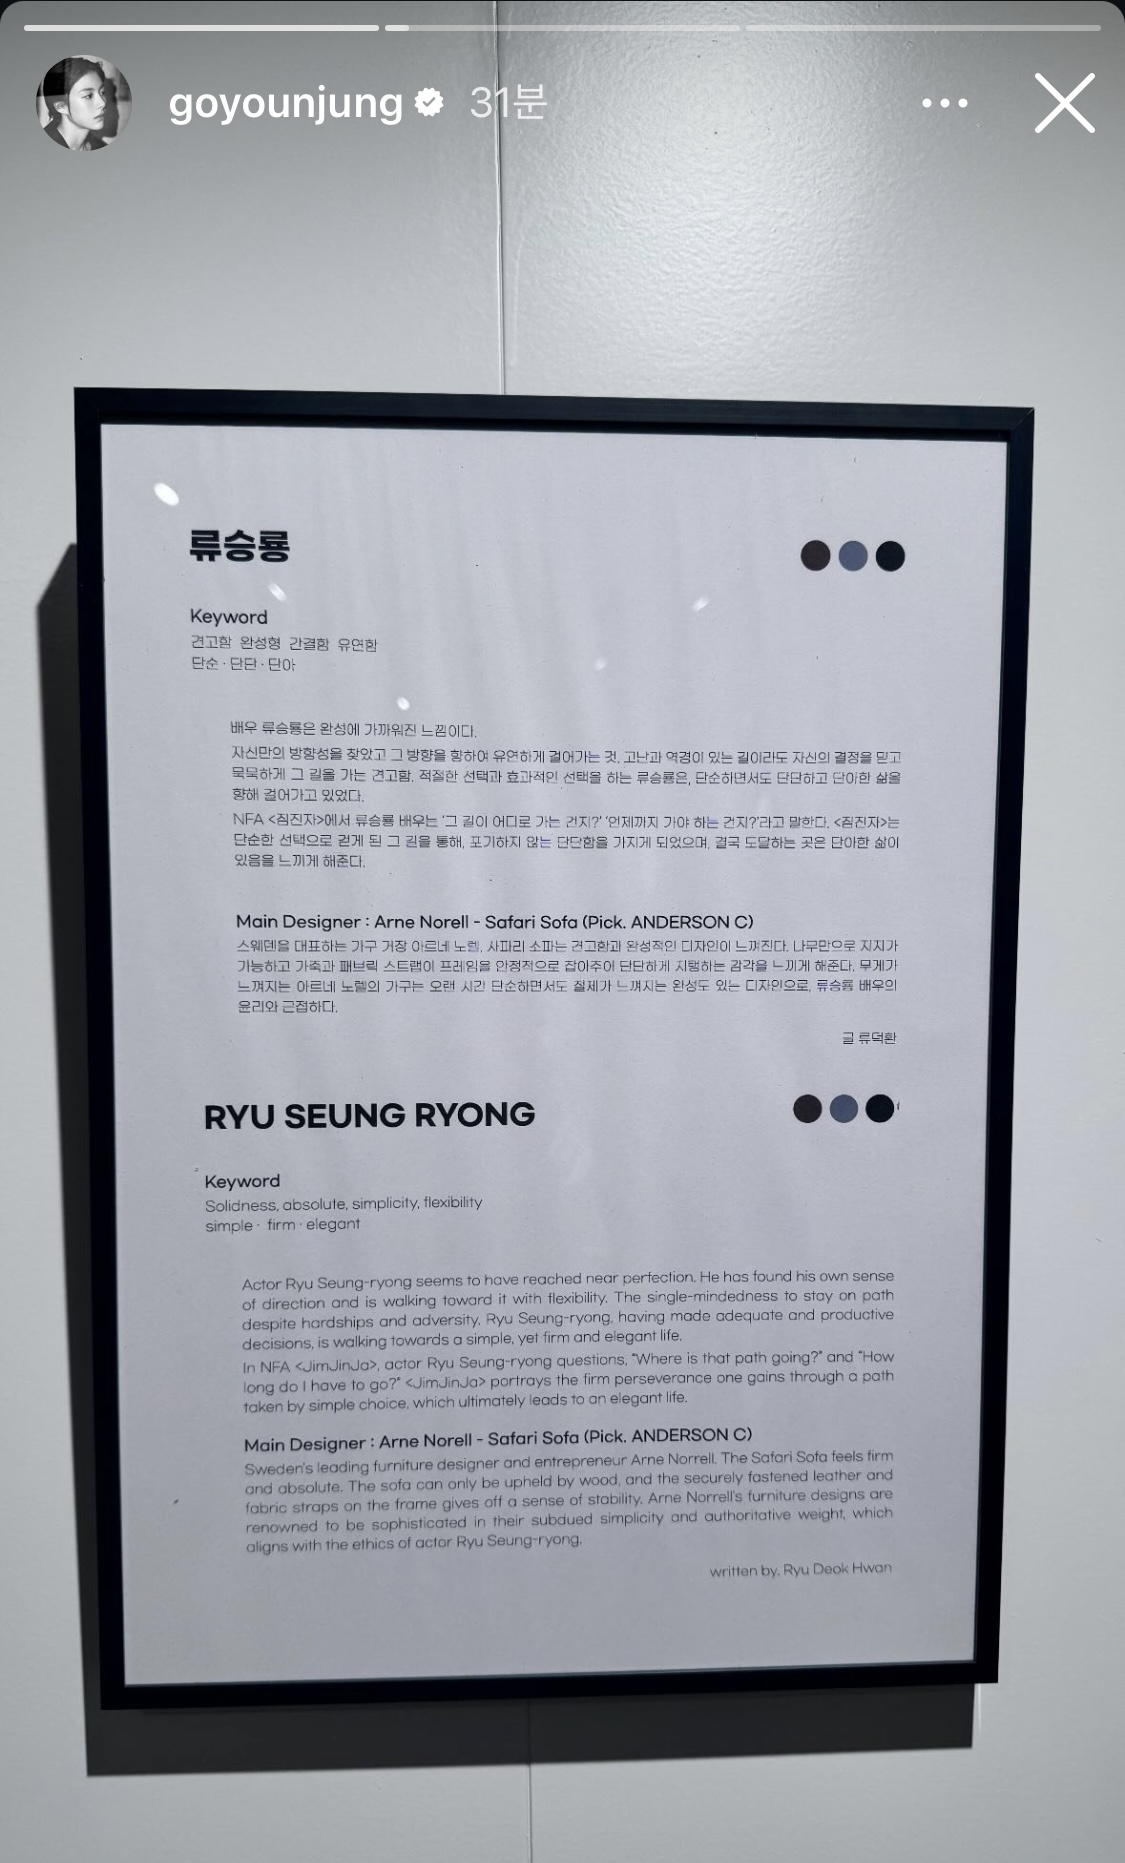 goyounjung 31분
류승룡
Keyword
견고함 완성형 간결함 유연함
단순 · 단단 · 단아
배우 류승룡은 완성에 가까워진 느낌이다.
자신만의 방향성을 찾았고 그 방향을 향하여 유연하게 걸어가는 것. 고난과 역경이 있는 길이라도 자신의 결정을 믿고
묵묵하게 그 길을 가는 견고함. 적절한 선택과 효과적인 선택을 하는 류승룡은, 단순하면서도 단단하고 단아한 삶을
향해 걸어가고 있었다.
NFA <짐진자>에서 류승룡 배우는 '그 길이 어디로 가는 건지?' '언제까지 가야 하는 건지?'라고 말한다. <짐진자>는
단순한 선택으로 걷게 된 그 길을 통해, 포기하지 않는 단단함을 가지게 되었으며, 결국 도달하는 곳은 단아한 삶이
있음을 느끼게 해준다.
Main Designer : Arne Norell - Safari Sofa (Pick. ANDERSON C)
스웨덴을 대표하는 가구 거장 아르네 노렐. 사파리 소파는 견고함과 완성적인 디자인이 느껴진다. 나무만으로 지지가
가능하고 가죽과 패브릭 스트랩이 프레임을 안정적으로 잡아주어 단단하게 지탱하는 감각을 느끼게 해준다. 무게가
느껴지는 아르네 노렐의 가구는 오랜 시간 단순하면서도 절제가 느껴지는 완성도 있는 디자인으로, 류승룡 배우의
윤리와 근접하다.
글 류덕환
RYU SEUNG RYONG
Keyword
Solidness, absolute, simplicity, flexibility
simple · firm · elegant
Actor Ryu Seung-ryong seems to have reached near perfection. He has found his own sense
of direction and is walking toward it with flexibility. The single-mindedness to stay on path
despite hardships and adversity. Ryu Seung-ryong, having made adequate and productive
decisions, is walking towards a simple, yet firm and elegant life.
In NFA <JimJinJa>, actor Ryu Seung-ryong questions, "Where is that path going?" and "How
long do I have to go?" <JimJinJa> portrays the firm perseverance one gains through a path
taken by simple choice, which ultimately leads to an elegant life.
Main Designer : Arne Norell - Safari Sofa (Pick. ANDERSON C)
Sweden's leading furniture designer and entrepreneur Arne Norrell. The Safari Sofa feels firm
and absolute. The sofa can only be upheld by wood, and the securely fastened leather and
fabric straps on the frame gives off a sense of stability. Arne Norrell's furniture designs are
renowned to be sophisticated in their subdued simplicity and authoritative weight, which
aligns with the ethics of actor Ryu Seung-ryong.
written by. Ryu Deok Hwan